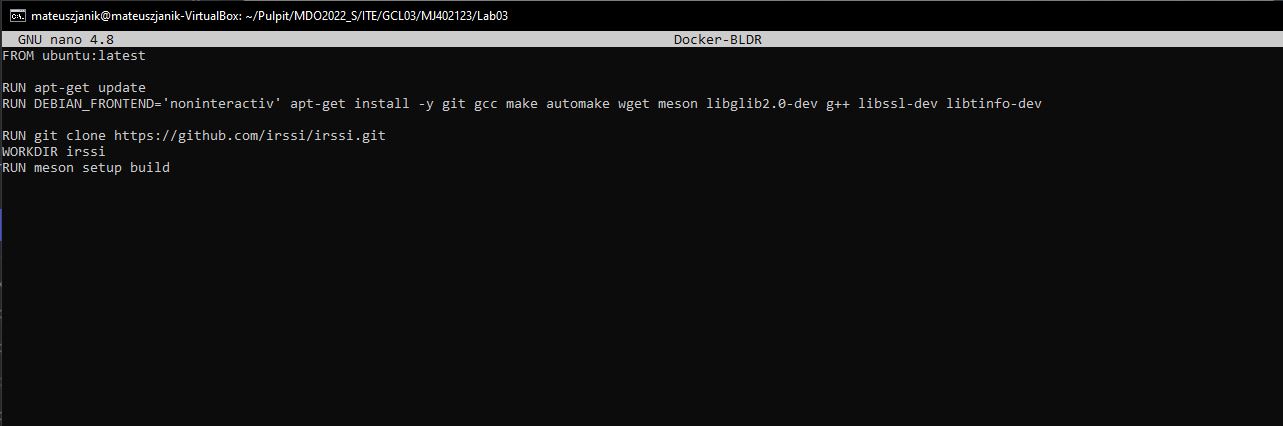 mateuszjanik@mateuszjanik-VirtualBox: ~/Pulpit/MDO2022_S/ITE/GCL03/MJ402123/Lab03
GNU nano 4.8 Docker-BLDR
FROM ubuntu:latest
RUN apt-get update
RUN DEBIAN_FRONTEND='noninteractiv' apt-get install -y git gcc make automake wget meson libglib2.0-dev g++ libssl-dev libtinfo-dev
RUN git clone https://github.com/irssi/irssi.git
WORKDIR irssi
RUN meson setup build